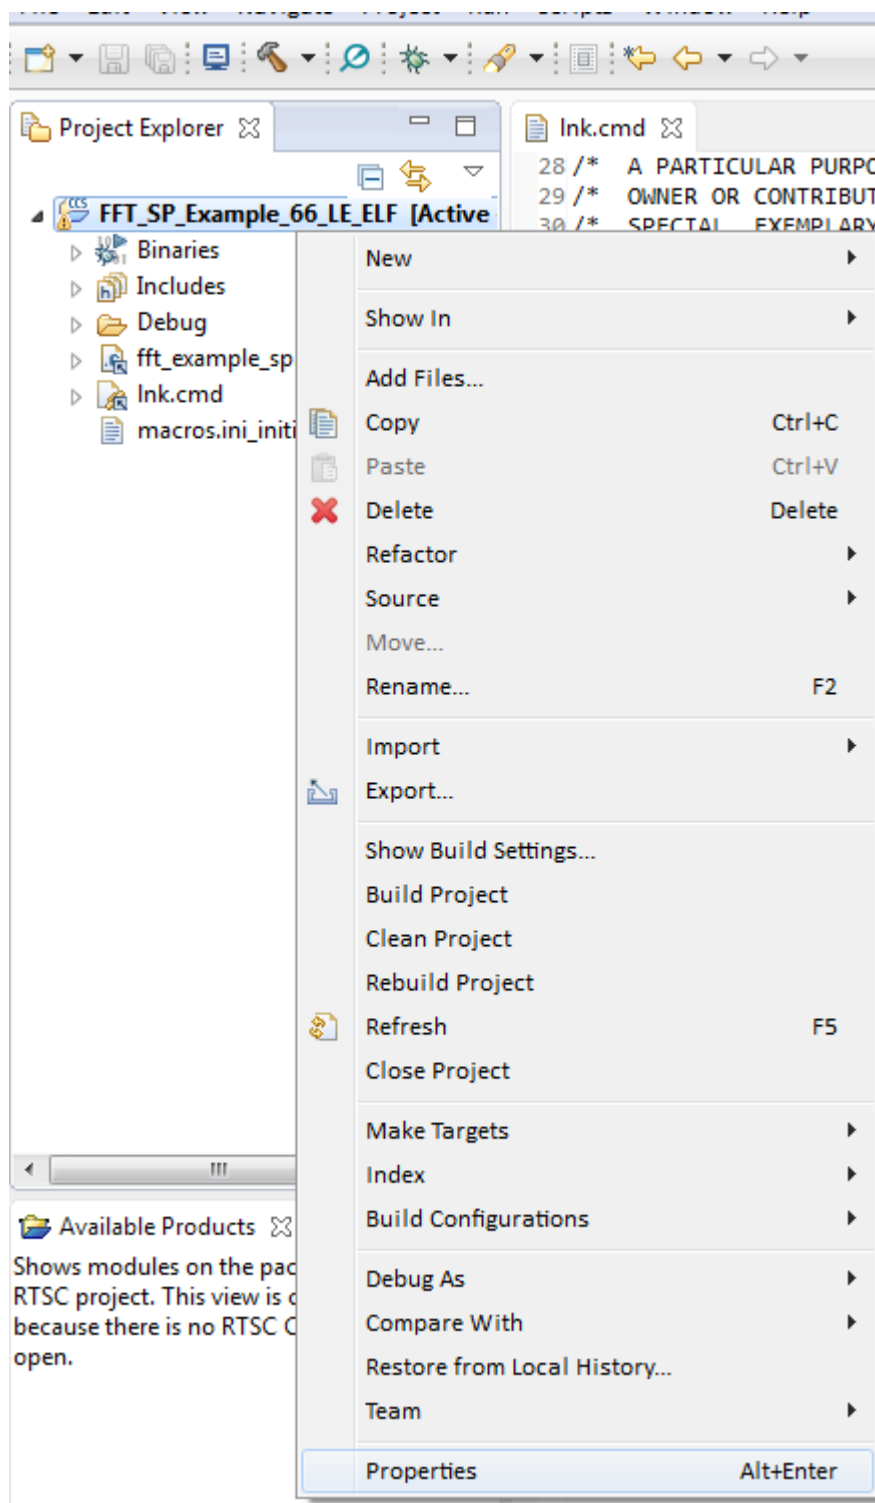 Project Explorer
lnk.cmd
28 /* A PARTICULAR PURPO
29 /* OWNER OR CONTRIBUT
30 /* SPECIAL, EXEMPLARY
FFT_SP_Example_66_LE_ELF [Active
Binaries
Includes
Debug
fft_example_sp
lnk.cmd
macros.ini_initi
New
Show In
Add Files...
Copy Ctrl+C
Paste Ctrl+V
Delete Delete
Refactor
Source
Move...
Rename... F2
Import
Export...
Show Build Settings...
Build Project
Clean Project
Rebuild Project
Refresh F5
Close Project
Make Targets
Index
Build Configurations
Debug As
Compare With
Restore from Local History...
Team
Properties Alt+Enter
Available Products
Shows modules on the pac
RTSC project. This view is
because there is no RTSC C
open.